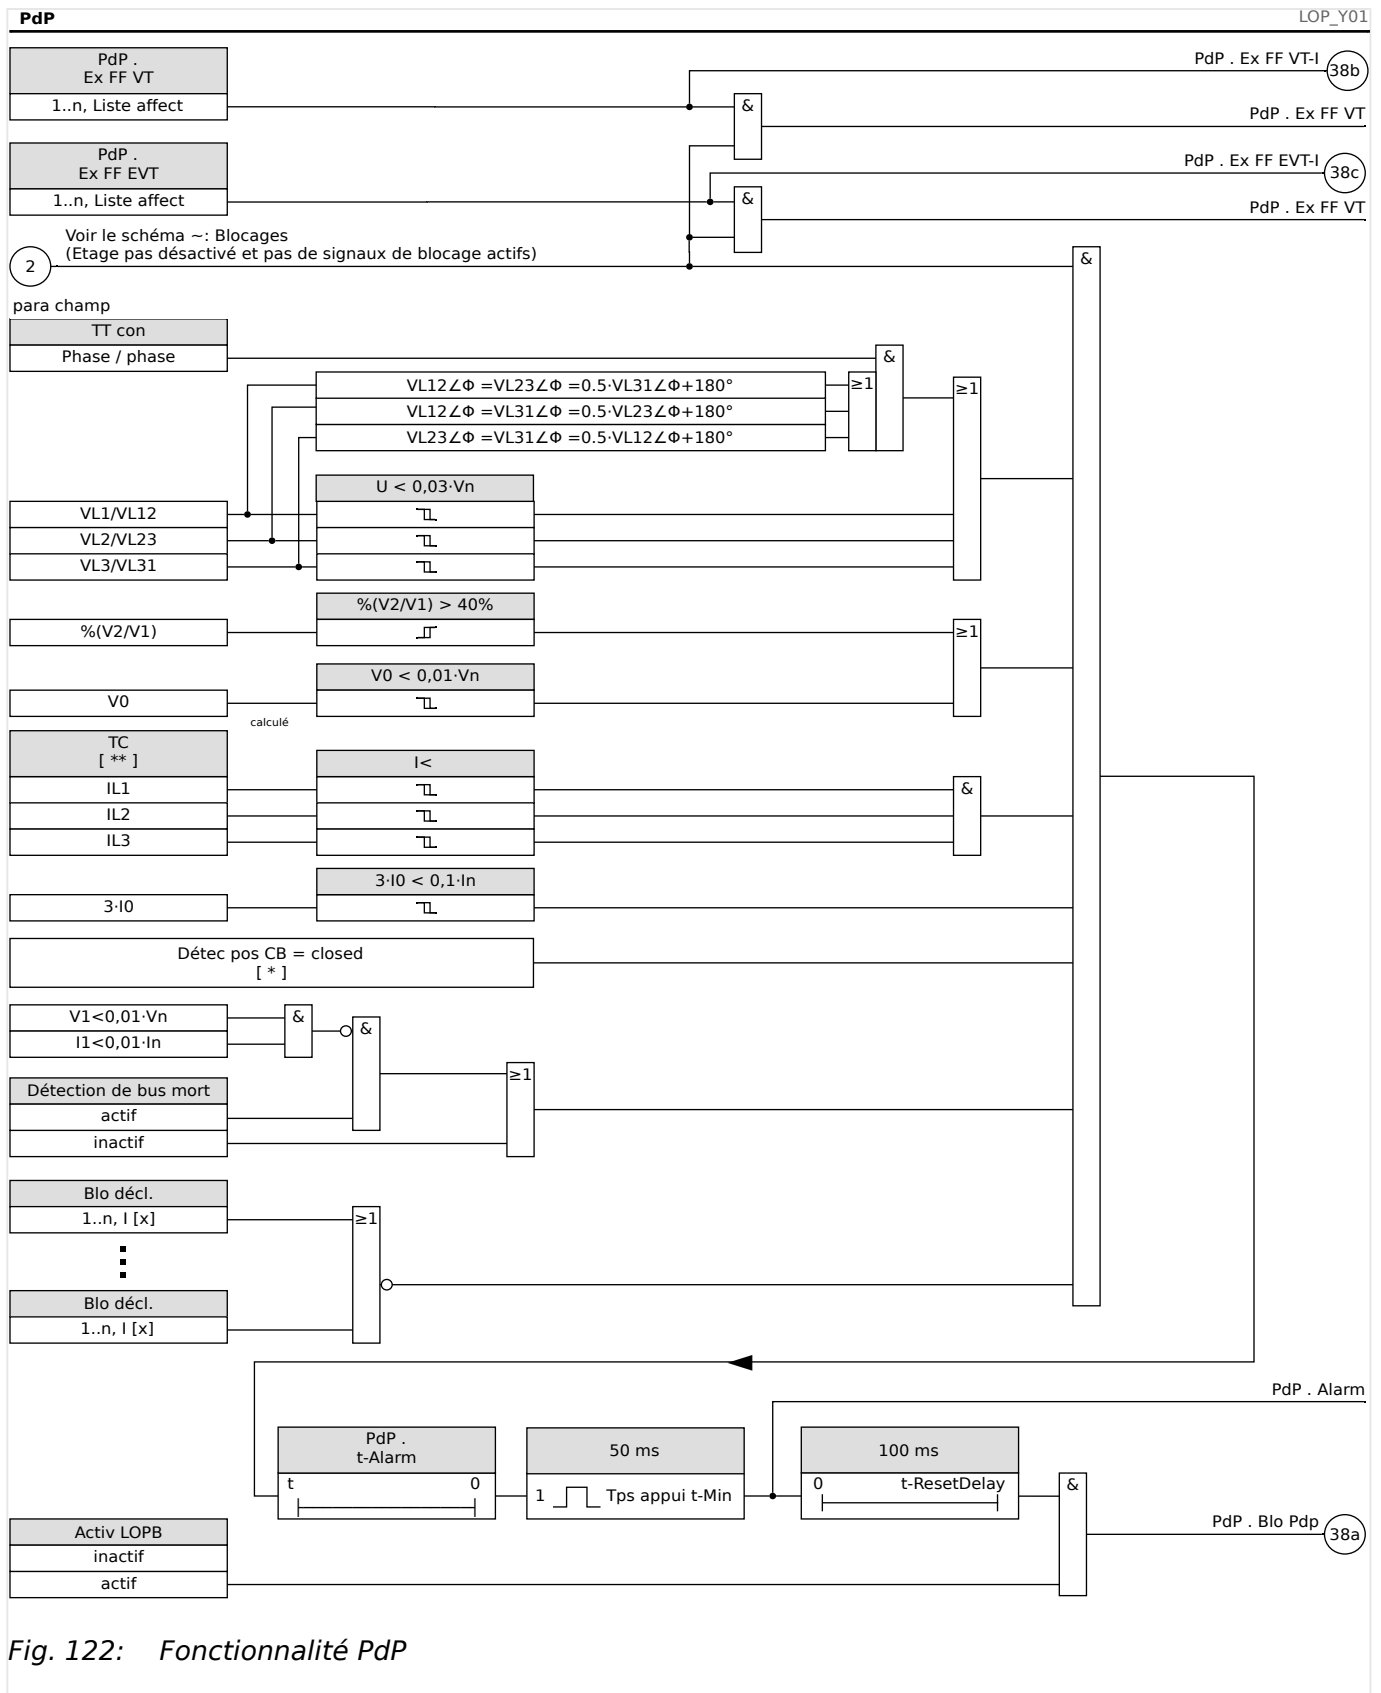 PdP
LOP_Y01
PdP .
Ex FF VT
1..n, Liste affect
PdP . Ex FF VT-I
38b
&
PdP . Ex FF VT
PdP .
Ex FF EVT
1..n, Liste affect
PdP . Ex FF EVT-I
38c
&
PdP . Ex FF VT
Voir le schéma ~: Blocages
(Etage pas désactivé et pas de signaux de blocage actifs)
2
&
para champ
TT con
Phase / phase
&
VL12∠Φ =VL23∠Φ =0.5·VL31∠Φ+180°
≥1
≥1
VL12∠Φ =VL31∠Φ =0.5·VL23∠Φ+180°
VL23∠Φ =VL31∠Φ =0.5·VL12∠Φ+180°
U < 0,03·Vn
VL1/VL12
VL2/VL23
VL3/VL31
%(V2/V1) > 40%
%(V2/V1)
≥1
V0 < 0,01·Vn
V0
calculé
TC
[ ** ]
I<
IL1
&
IL2
IL3
3·I0 < 0,1·In
3·I0
Détec pos CB = closed
[ * ]
V1<0,01·Vn
&
&
I1<0,01·In
≥1
Détection de bus mort
actif
inactif
Blo décl.
1..n, I [x]
≥1
Blo décl.
1..n, I [x]
PdP . Alarm
PdP .
t-Alarm
50 ms
100 ms
t
0
1
Tps appui t-Min
0
t-ResetDelay
&
Activ LOPB
inactif
actif
PdP . Blo Pdp
38a
Fig. 122: Fonctionnalité PdP